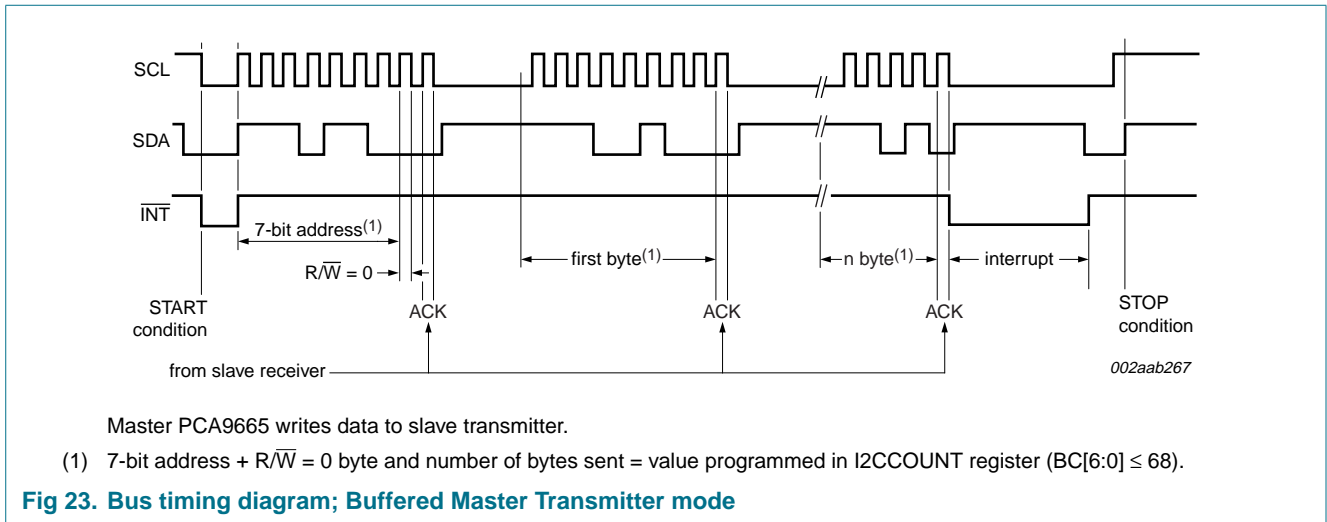 SCL
SDA
INT
7-bit address(1)
first byte(1)
n byte(1)
interrupt
R/W = 0
START
condition
ACK
ACK
ACK
STOP
condition
from slave receiver
002aab267
Master PCA9665 writes data to slave transmitter.
(1) 7-bit address + R/W = 0 byte and number of bytes sent = value programmed in I2CCOUNT register (BC[6:0] ≤ 68).
Fig 23. Bus timing diagram; Buffered Master Transmitter mode